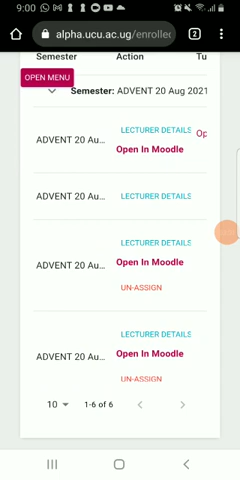 9:00
alpha.ucu.ac.ug/enrolled
2
Semester Action Tu
OPEN MENU
Semester: ADVENT 20 Aug 2021
LECTURER DETAILS
ADVENT 20 Au... Op
Open In Moodle
ADVENT 20 Au... LECTURER DETAILS
LECTURER DETAILS
ADVENT 20 Au... Open In Moodle
UN-ASSIGN
LECTURER DETAILS
ADVENT 20 Au... Open In Moodle
UN-ASSIGN
10 1-6 of 6